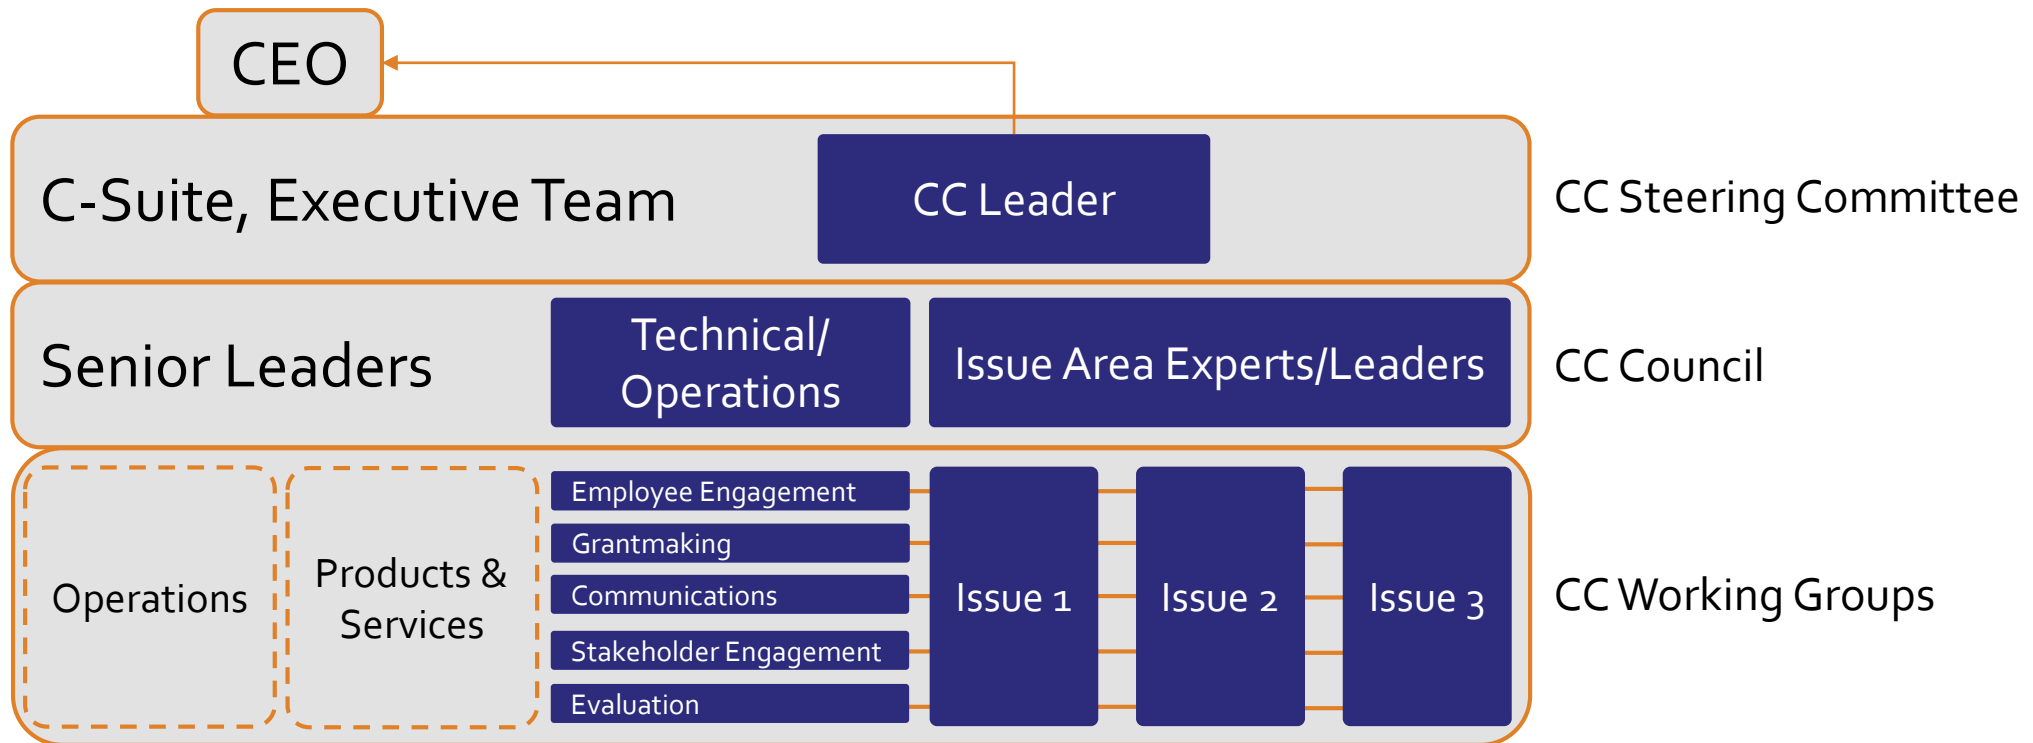 CEO
C-Suite, Executive Team
CC Leader
CC Steering Committee
Senior Leaders
Technical/
Operations
Issue Area Experts/Leaders
CC Council
Operations
Products &
Services
Employee Engagement
Grantmaking
Communications
Stakeholder Engagement
Evaluation
Issue 1
Issue 2
Issue 3
CC Working Groups